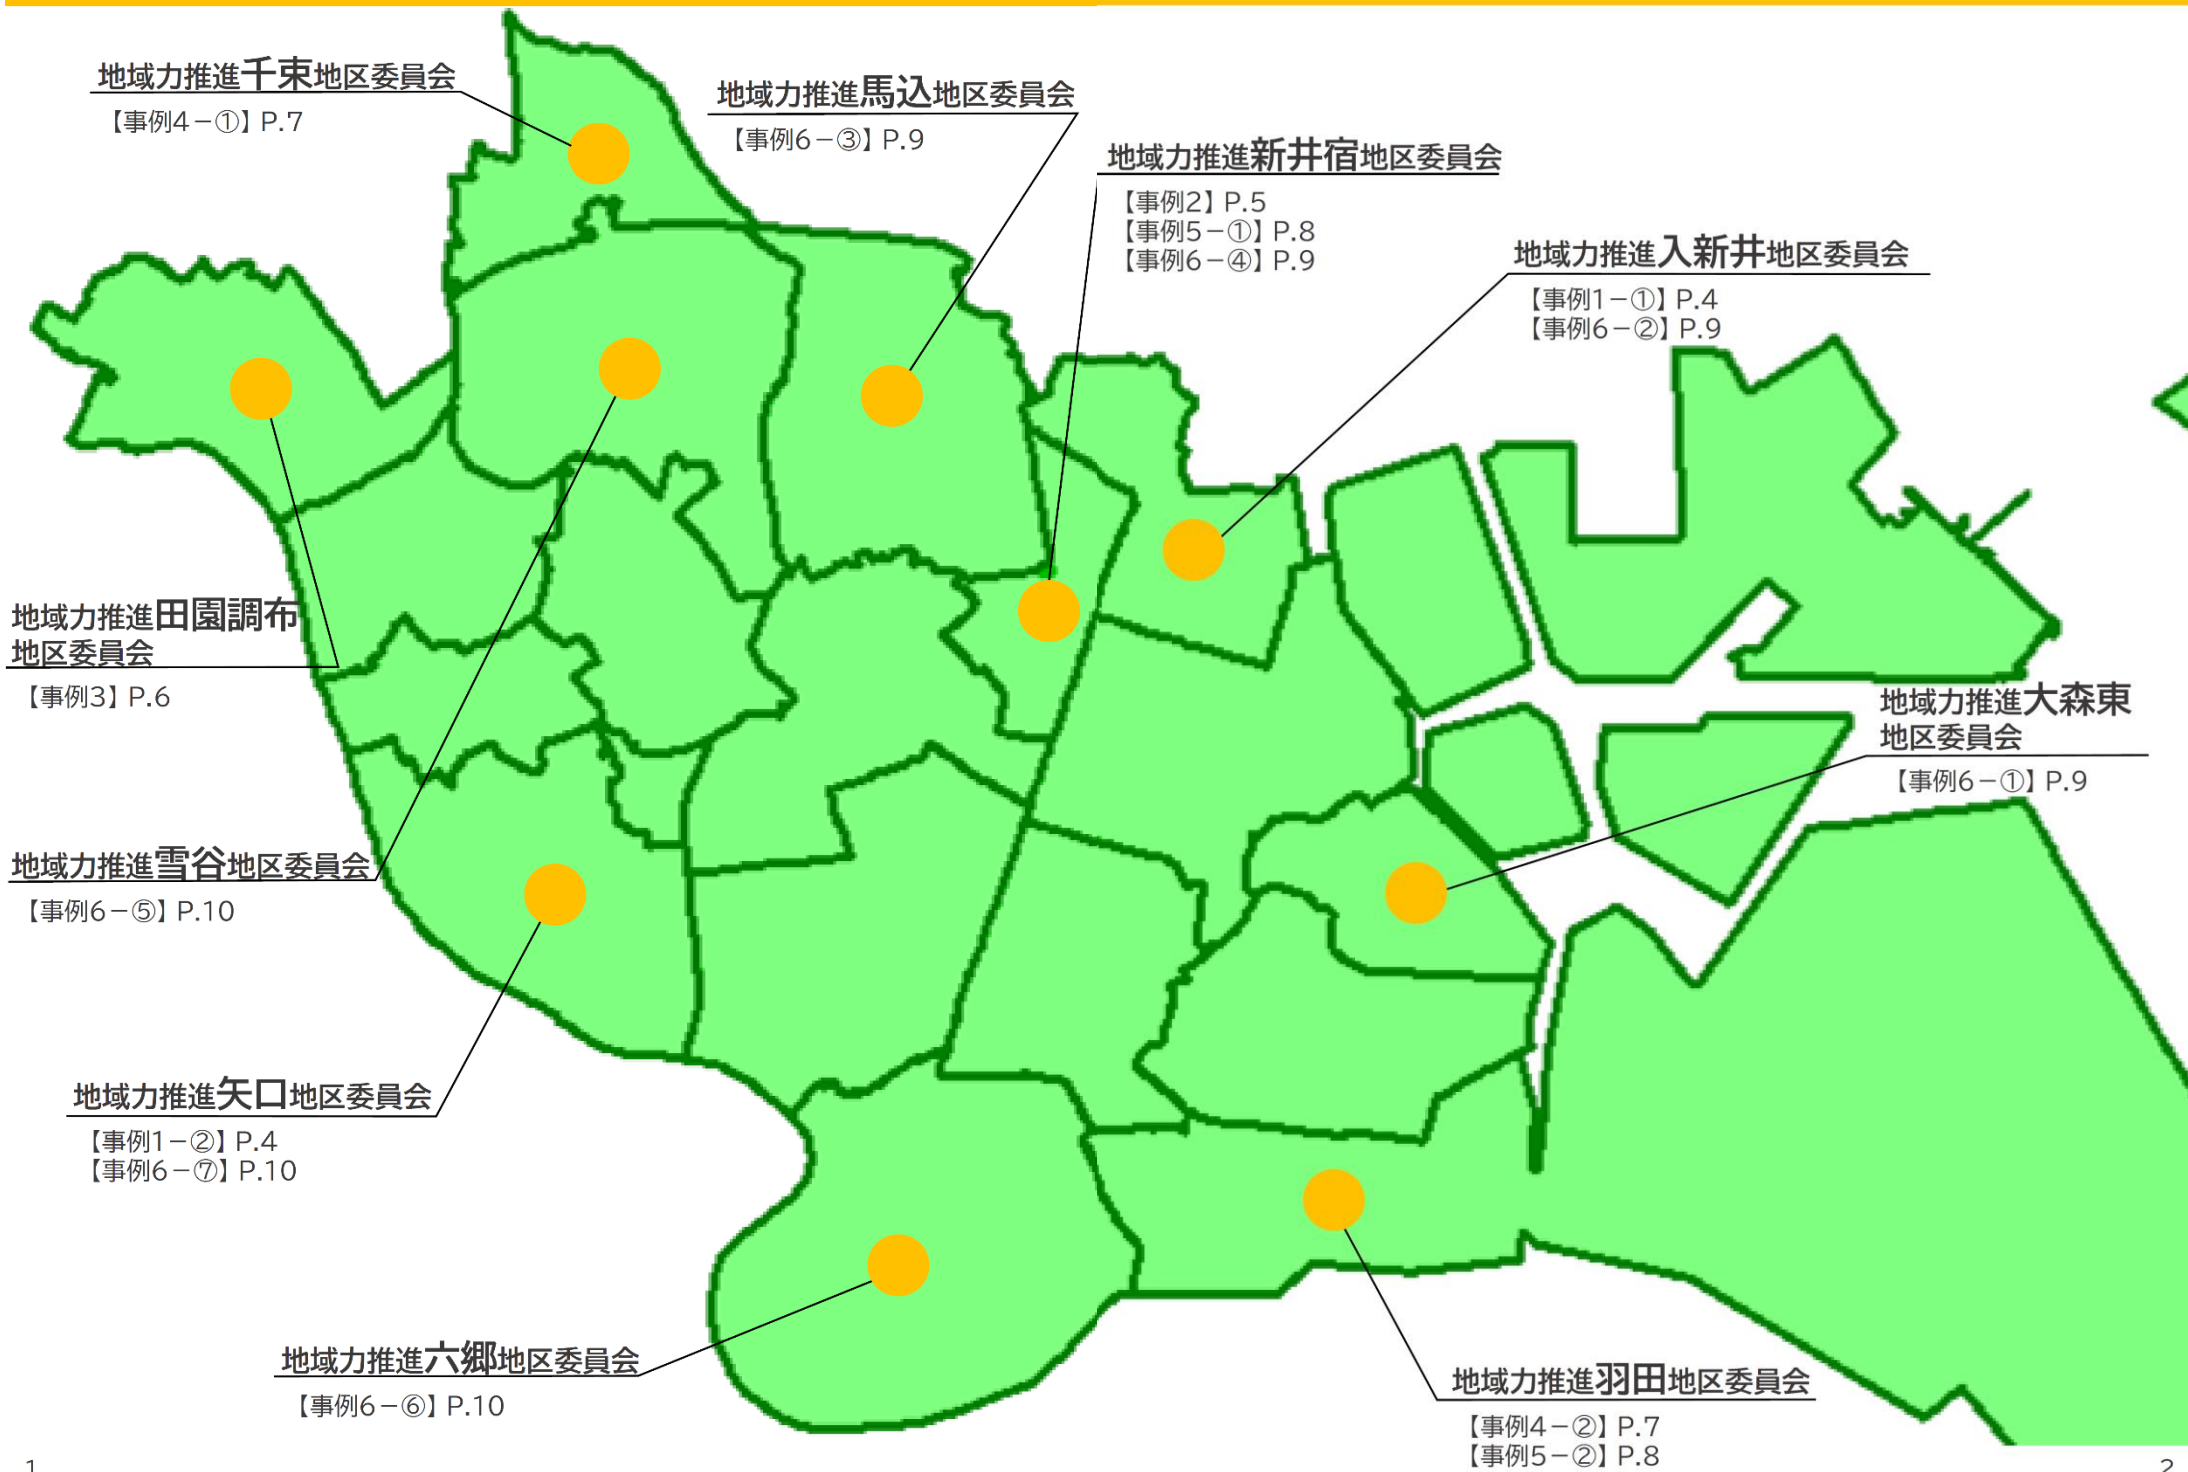 地域力推進千束地区委員会
【事例4－①】 P.7
地域力推進馬込地区委員会
【事例6－③】 P.9
地域力推進新井宿地区委員会
【事例2】 P.5
【事例5－①】 P.8
【事例6－④】 P.9
地域力推進入新井地区委員会
【事例1－①】 P.4
【事例6－②】 P.9
地域力推進田園調布
地区委員会
【事例3】 P.6
地域力推進大森東
地区委員会
【事例6－①】 P.9
地域力推進雪谷地区委員会
【事例6－⑤】 P.10
地域力推進矢口地区委員会
【事例1－②】 P.4
【事例6－⑦】 P.10
地域力推進六郷地区委員会
【事例6－⑥】 P.10
地域力推進羽田地区委員会
【事例4－②】 P.7
【事例5－②】 P.8
1
2